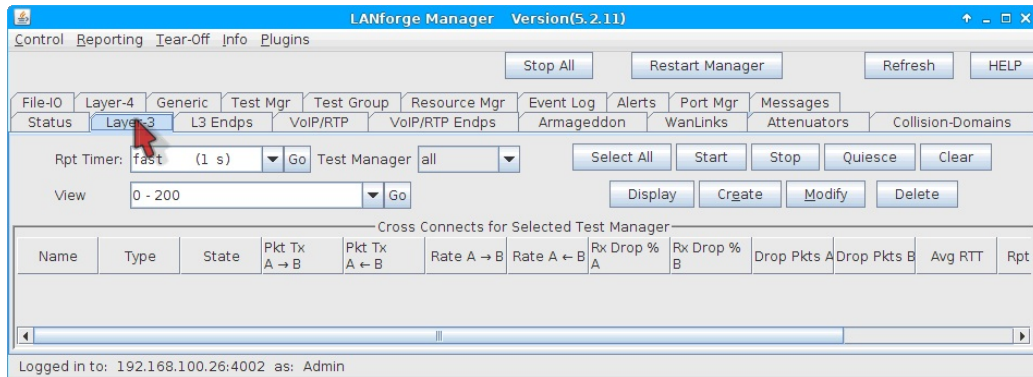 LANforge Manager Version(5.2.11)
Control Reporting Tear-Off Info Plugins
Stop All Restart Manager Refresh HELP
File-IO Layer-4 Generic Test Mgr Test Group Resource Mgr Event Log Alerts Port Mgr Messages
Status Layer-3 L3 Endps VoIP/RTP VoIP/RTP Endps Armageddon WanLinks Attenuators Collision-Domains
Rpt Timer: fast (1 s) Go Test Manager all Select All Start Stop Quiesce Clear
View 0 - 200 Go Display Create Modify Delete
Cross Connects for Selected Test Manager
Name Type State Pkt Tx A → B Pkt Tx A ← B Rate A → B Rate A ← B Rx Drop % A Rx Drop % B Drop Pkts A Drop Pkts B Avg RTT Rpt
Logged in to: 192.168.100.26:4002 as: Admin